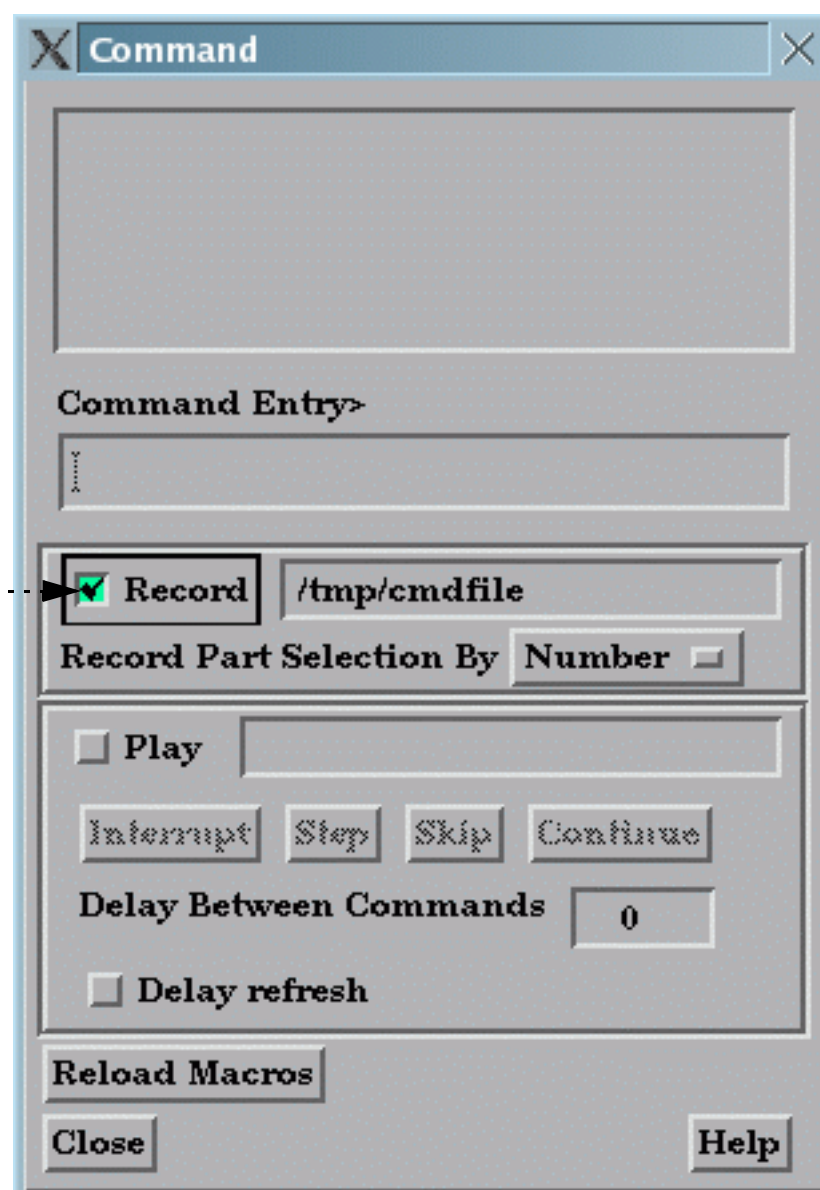 Command
Command Entry>
Record /tmp/cmdfile
Record Part Selection By Number
Play
Interrupt Step Skip Continue
Delay Between Commands 0
Delay refresh
Reload Macros
Close Help